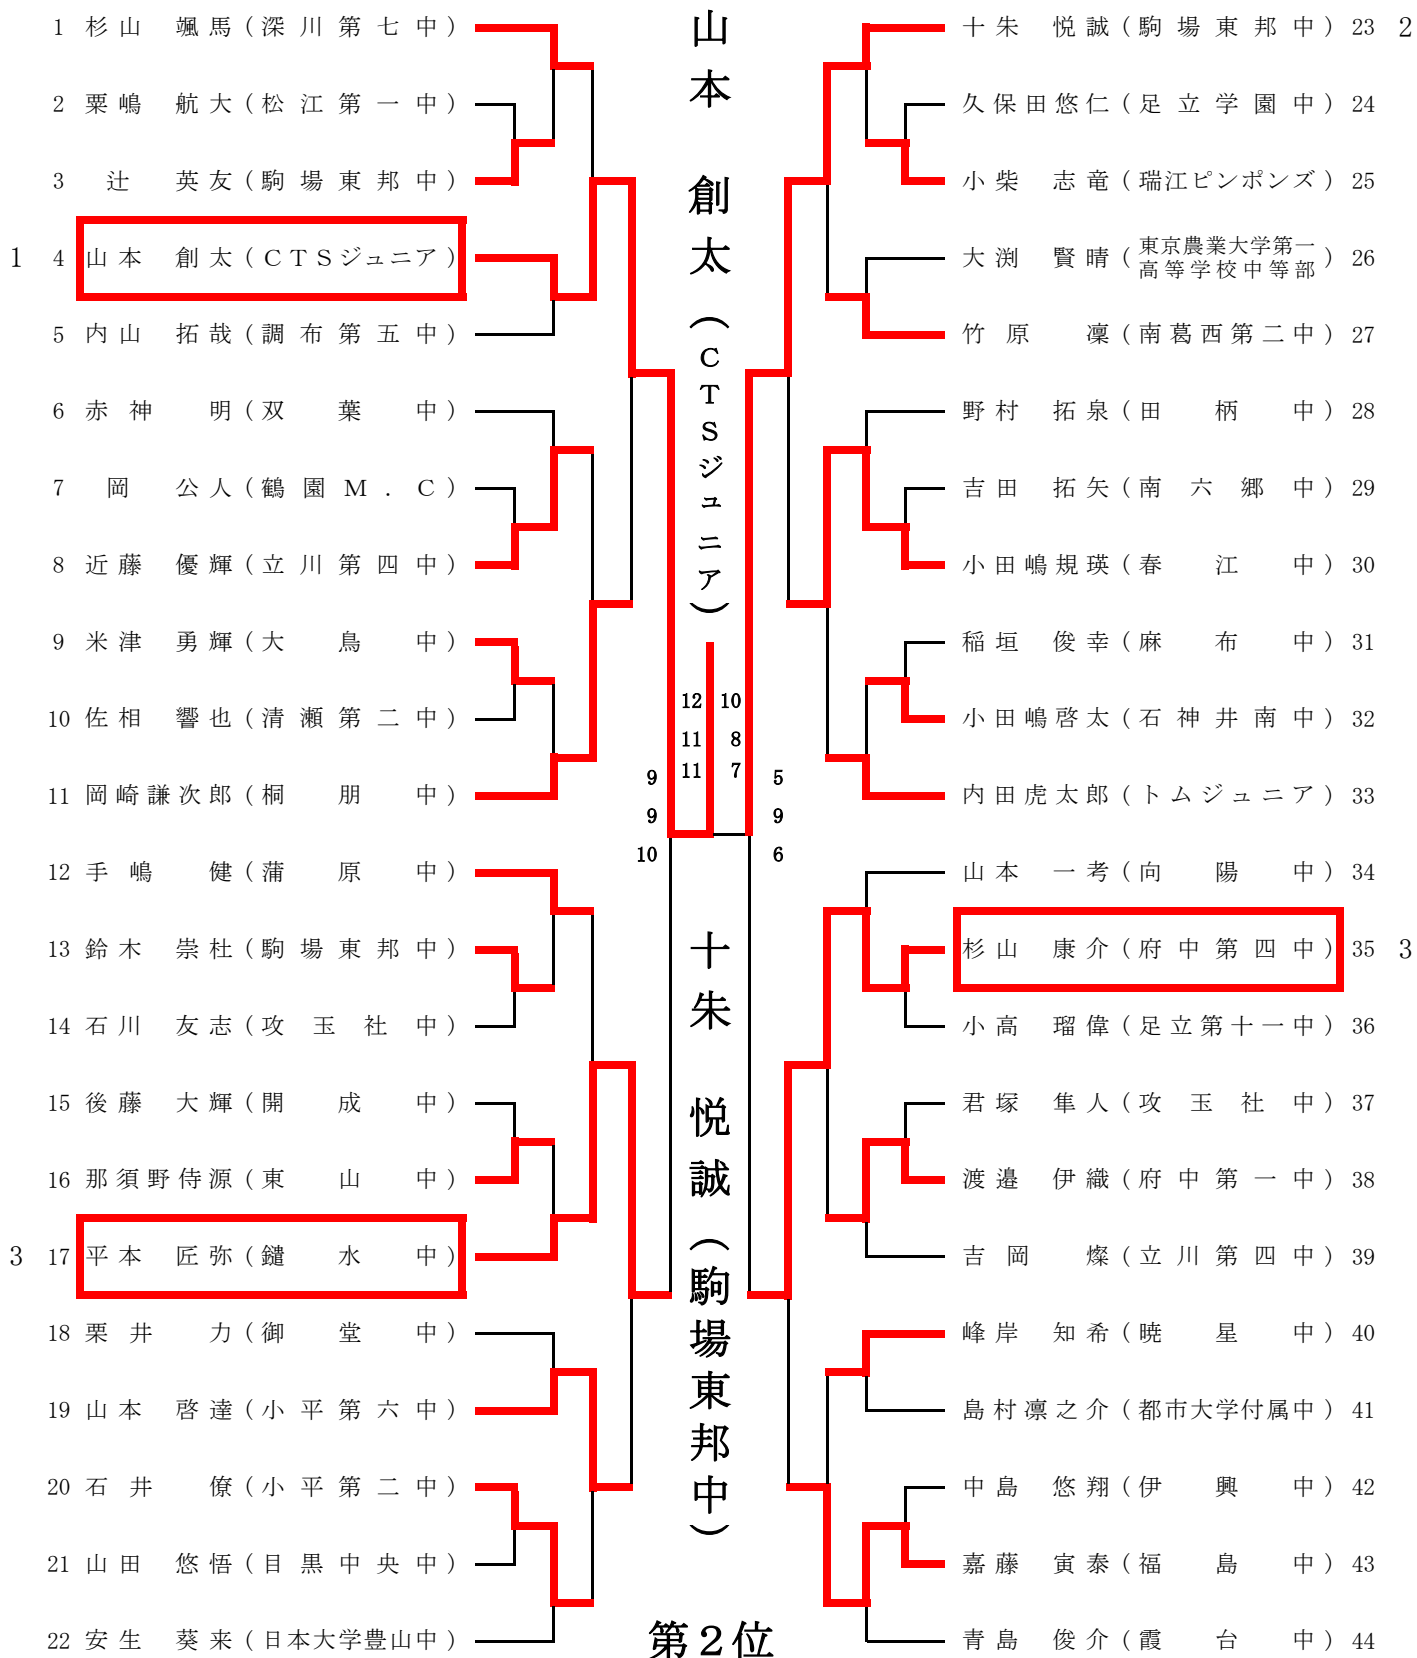 1 杉山 颯馬（深川第七中）
2 粟嶋 航大（松江第一中）
3 辻 英友（駒場東邦中）
1 4 山本 創太（CTSジュニア）
5 内山 拓哉（調布第五中）
6 赤神 明（双葉中）
7 岡 公人（鶴園M．C）
8 近藤 優輝（立川第四中）
9 米津 勇輝（大鳥中）
10 佐相 響也（清瀬第二中）
11 岡崎謙次郎（桐朋中）
12 手嶋 健（蒲原中）
13 鈴木 崇杜（駒場東邦中）
14 石川 友志（攻玉社中）
15 後藤 大輝（開成中）
16 那須野侍源（東山中）
3 17 平本 匠弥（鑓水中）
18 栗井 力（御堂中）
19 山本 啓達（小平第六中）
20 石井 僚（小平第二中）
21 山田 悠悟（目黒中央中）
22 安生 葵来（日本大学豊山中）
山本 創太（CTSジュニア）
12 10
11 8
11 7
9 5
9 9
10 6
十朱 悦誠（駒場東邦中）
第２位
十朱 悦誠（駒場東邦中）23 2
久保田悠仁（足立学園中）24
小柴 志竜（瑞江ピンポンズ）25
大渕 賢晴（東京農業大学第一
高等学校中等部）26
竹原 凜（南葛西第二中）27
野村 拓泉（田柄中）28
吉田 拓矢（南六郷中）29
小田嶋規瑛（春江中）30
稲垣 俊幸（麻布中）31
小田嶋啓太（石神井南中）32
内田虎太郎（トムジュニア）33
山本 一考（向陽中）34
杉山 康介（府中第四中）35 3
小高 瑠偉（足立第十一中）36
君塚 隼人（攻玉社中）37
渡邉 伊織（府中第一中）38
吉岡 燦（立川第四中）39
峰岸 知希（暁星中）40
島村凛之介（都市大学付属中）41
中島 悠翔（伊興中）42
嘉藤 寅泰（福島中）43
青島 俊介（霞台中）44